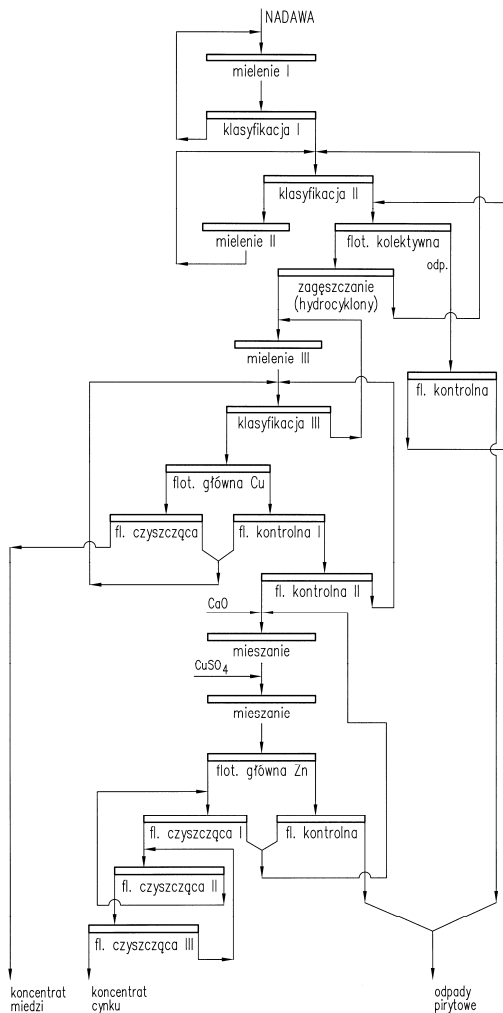 NADAWA
mielenie I
klasyfikacja I
klasyfikacja II
mielenie II
flot. kolektywna
odp.
zagęszczanie
(hydrocyklony)
mielenie III
fl. kontrolna
klasyfikacja III
flot. główna Cu
fl. czyszcząca
fl. kontrolna I
fl. kontrolna II
CaO
mieszanie
CuSO₄
mieszanie
flot. główna Zn
fl. czyszcząca I
fl. kontrolna
fl. czyszcząca II
fl. czyszcząca III
koncentrat
miedzi
koncentrat
cynku
odpady
pirytowe